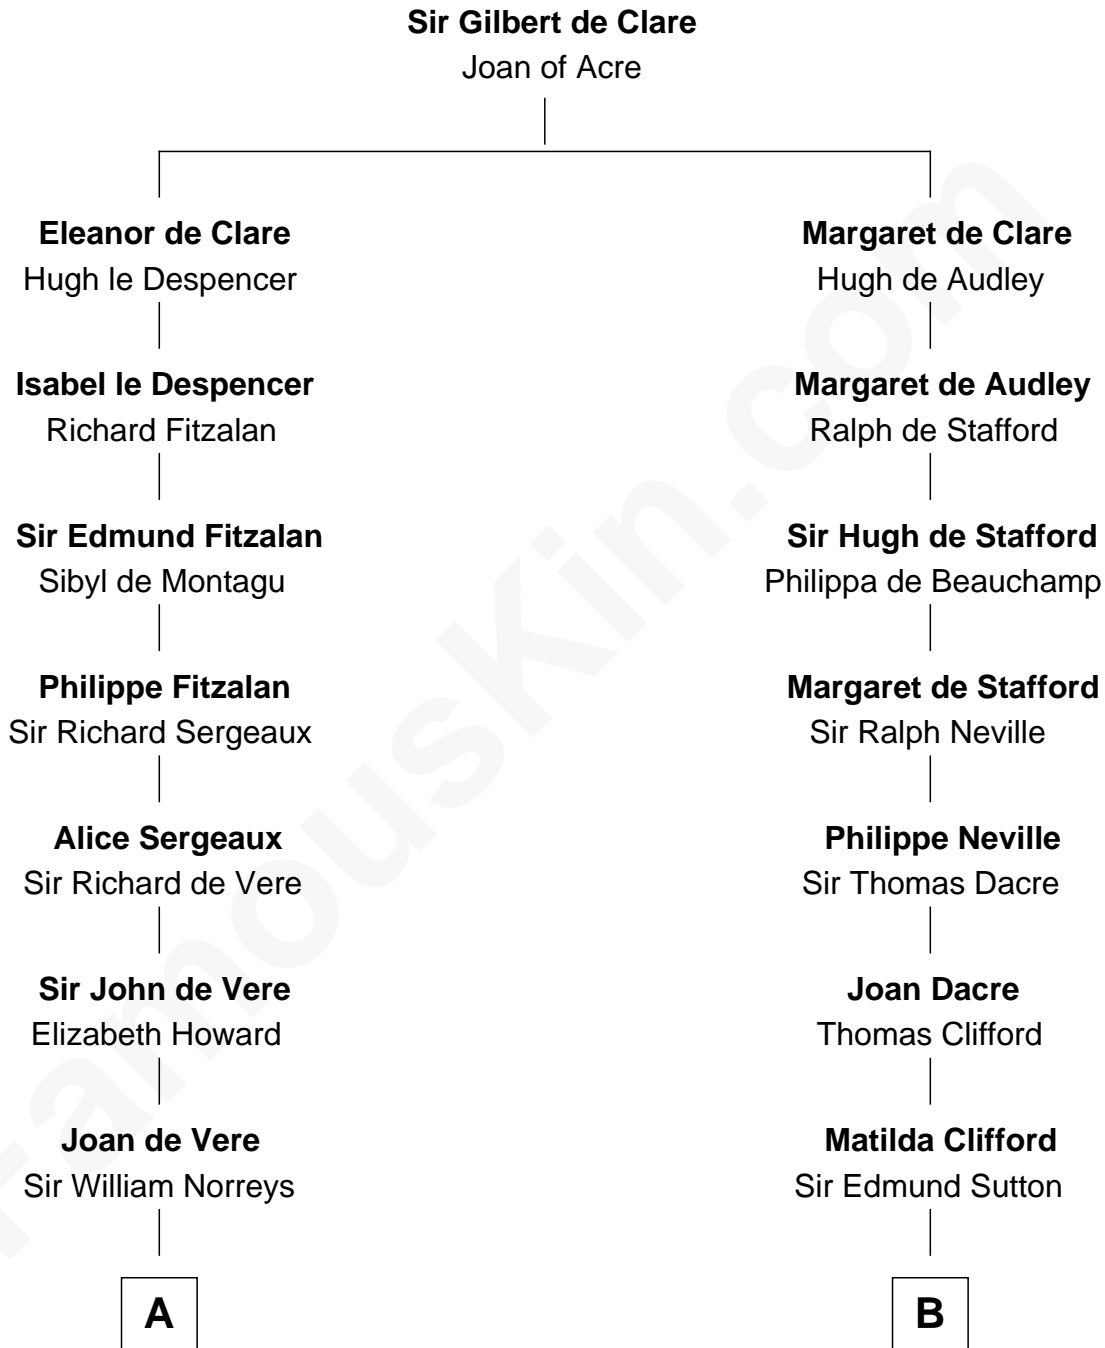 Sir Gilbert de Clare
Joan of Acre
Eleanor de Clare
Hugh le Despencer
Margaret de Clare
Hugh de Audley
Isabel le Despencer
Richard Fitzalan
Margaret de Audley
Ralph de Stafford
Sir Edmund Fitzalan
Sibyl de Montagu
Sir Hugh de Stafford
Philippa de Beauchamp
Philippe Fitzalan
Sir Richard Sergeaux
Margaret de Stafford
Sir Ralph Neville
Alice Sergeaux
Sir Richard de Vere
Philippe Neville
Sir Thomas Dacre
Sir John de Vere
Elizabeth Howard
Joan Dacre
Thomas Clifford
Joan de Vere
Sir William Norreys
Matilda Clifford
Sir Edmund Sutton
A
B
FamousKin.com